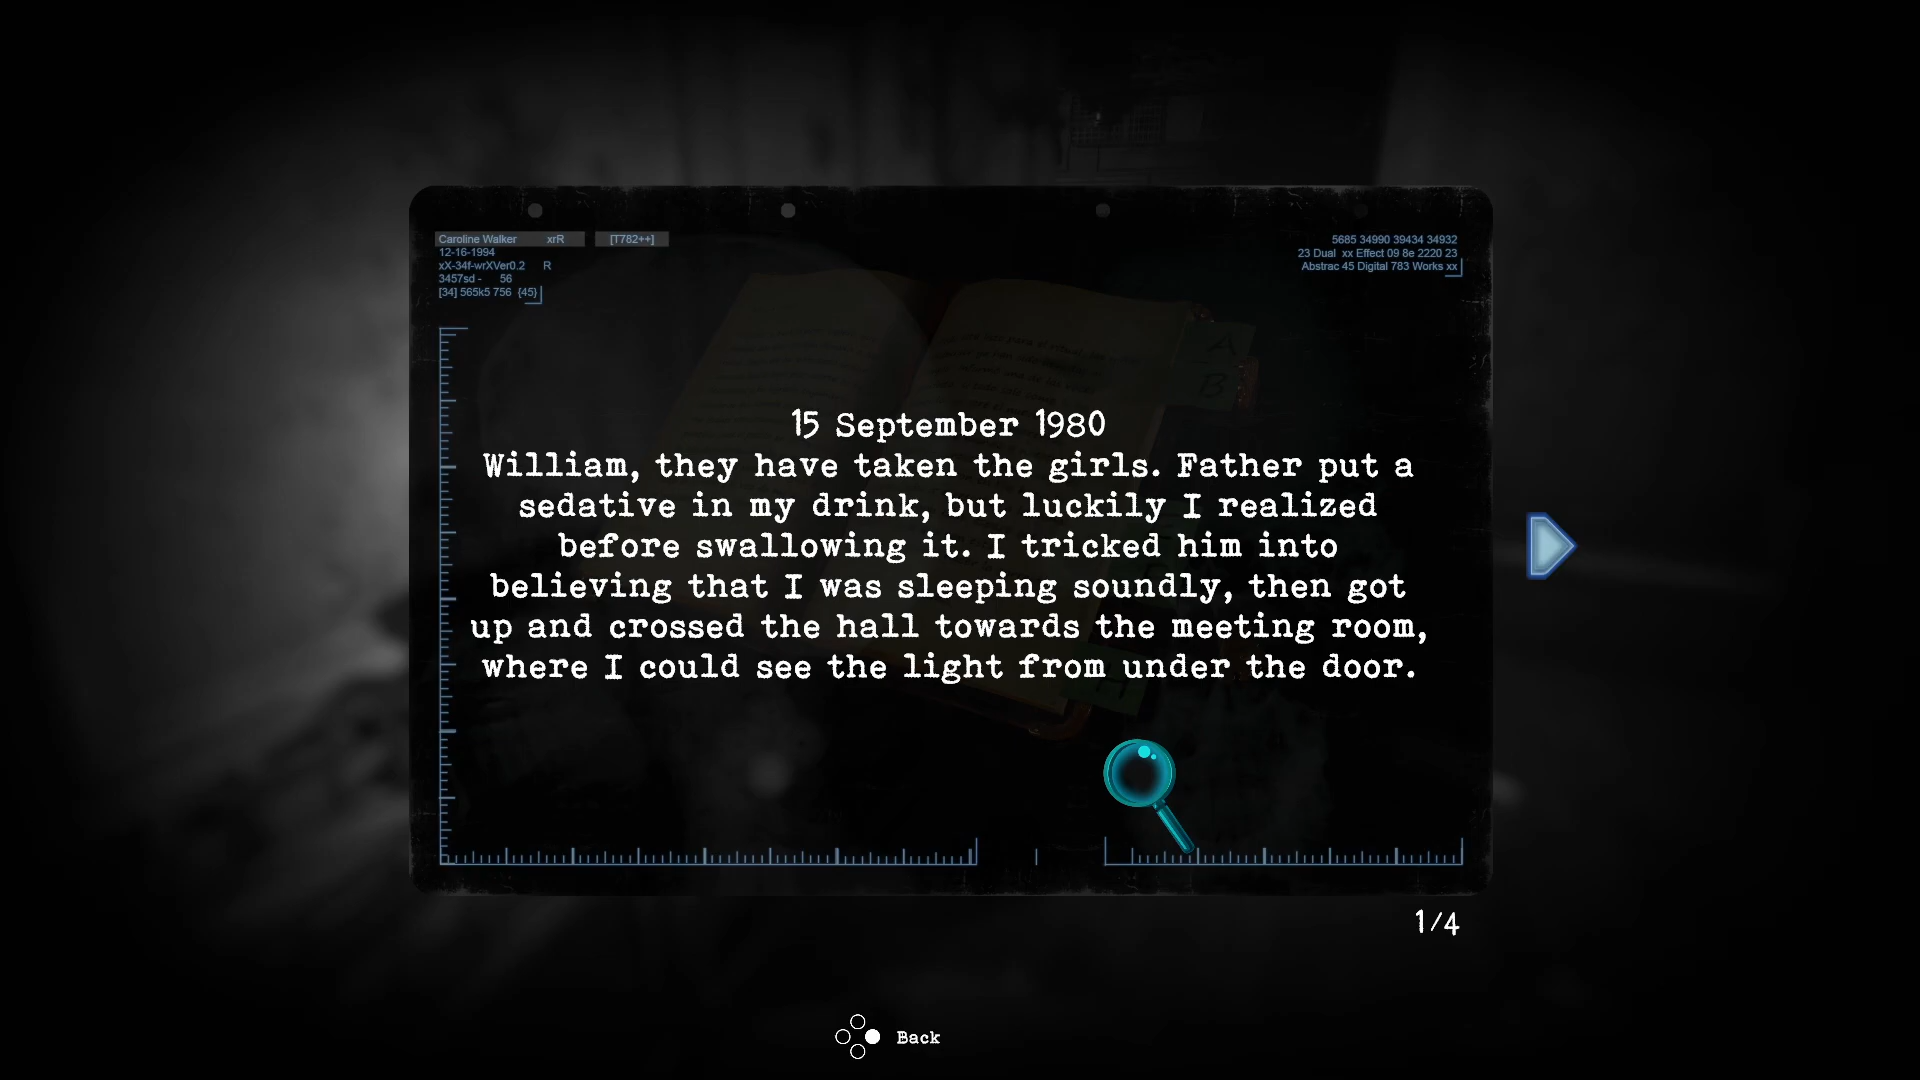 Caroline Walker xrR [T782++]
12-16-1994
xX-34f-wrXVer0.2 R
3457sd - 56
[34] 565k5 756 {45}
5685 34990 39434 34932
23 Dual xx Effect 09 8e 2220 23
Abstrac 45 Digital 783 Works xx
A
B
15 September 1980
William, they have taken the girls. Father put a
sedative in my drink, but luckily I realized
before swallowing it. I tricked him into
believing that I was sleeping soundly, then got
up and crossed the hall towards the meeting room,
where I could see the light from under the door.
H
1/4
Back